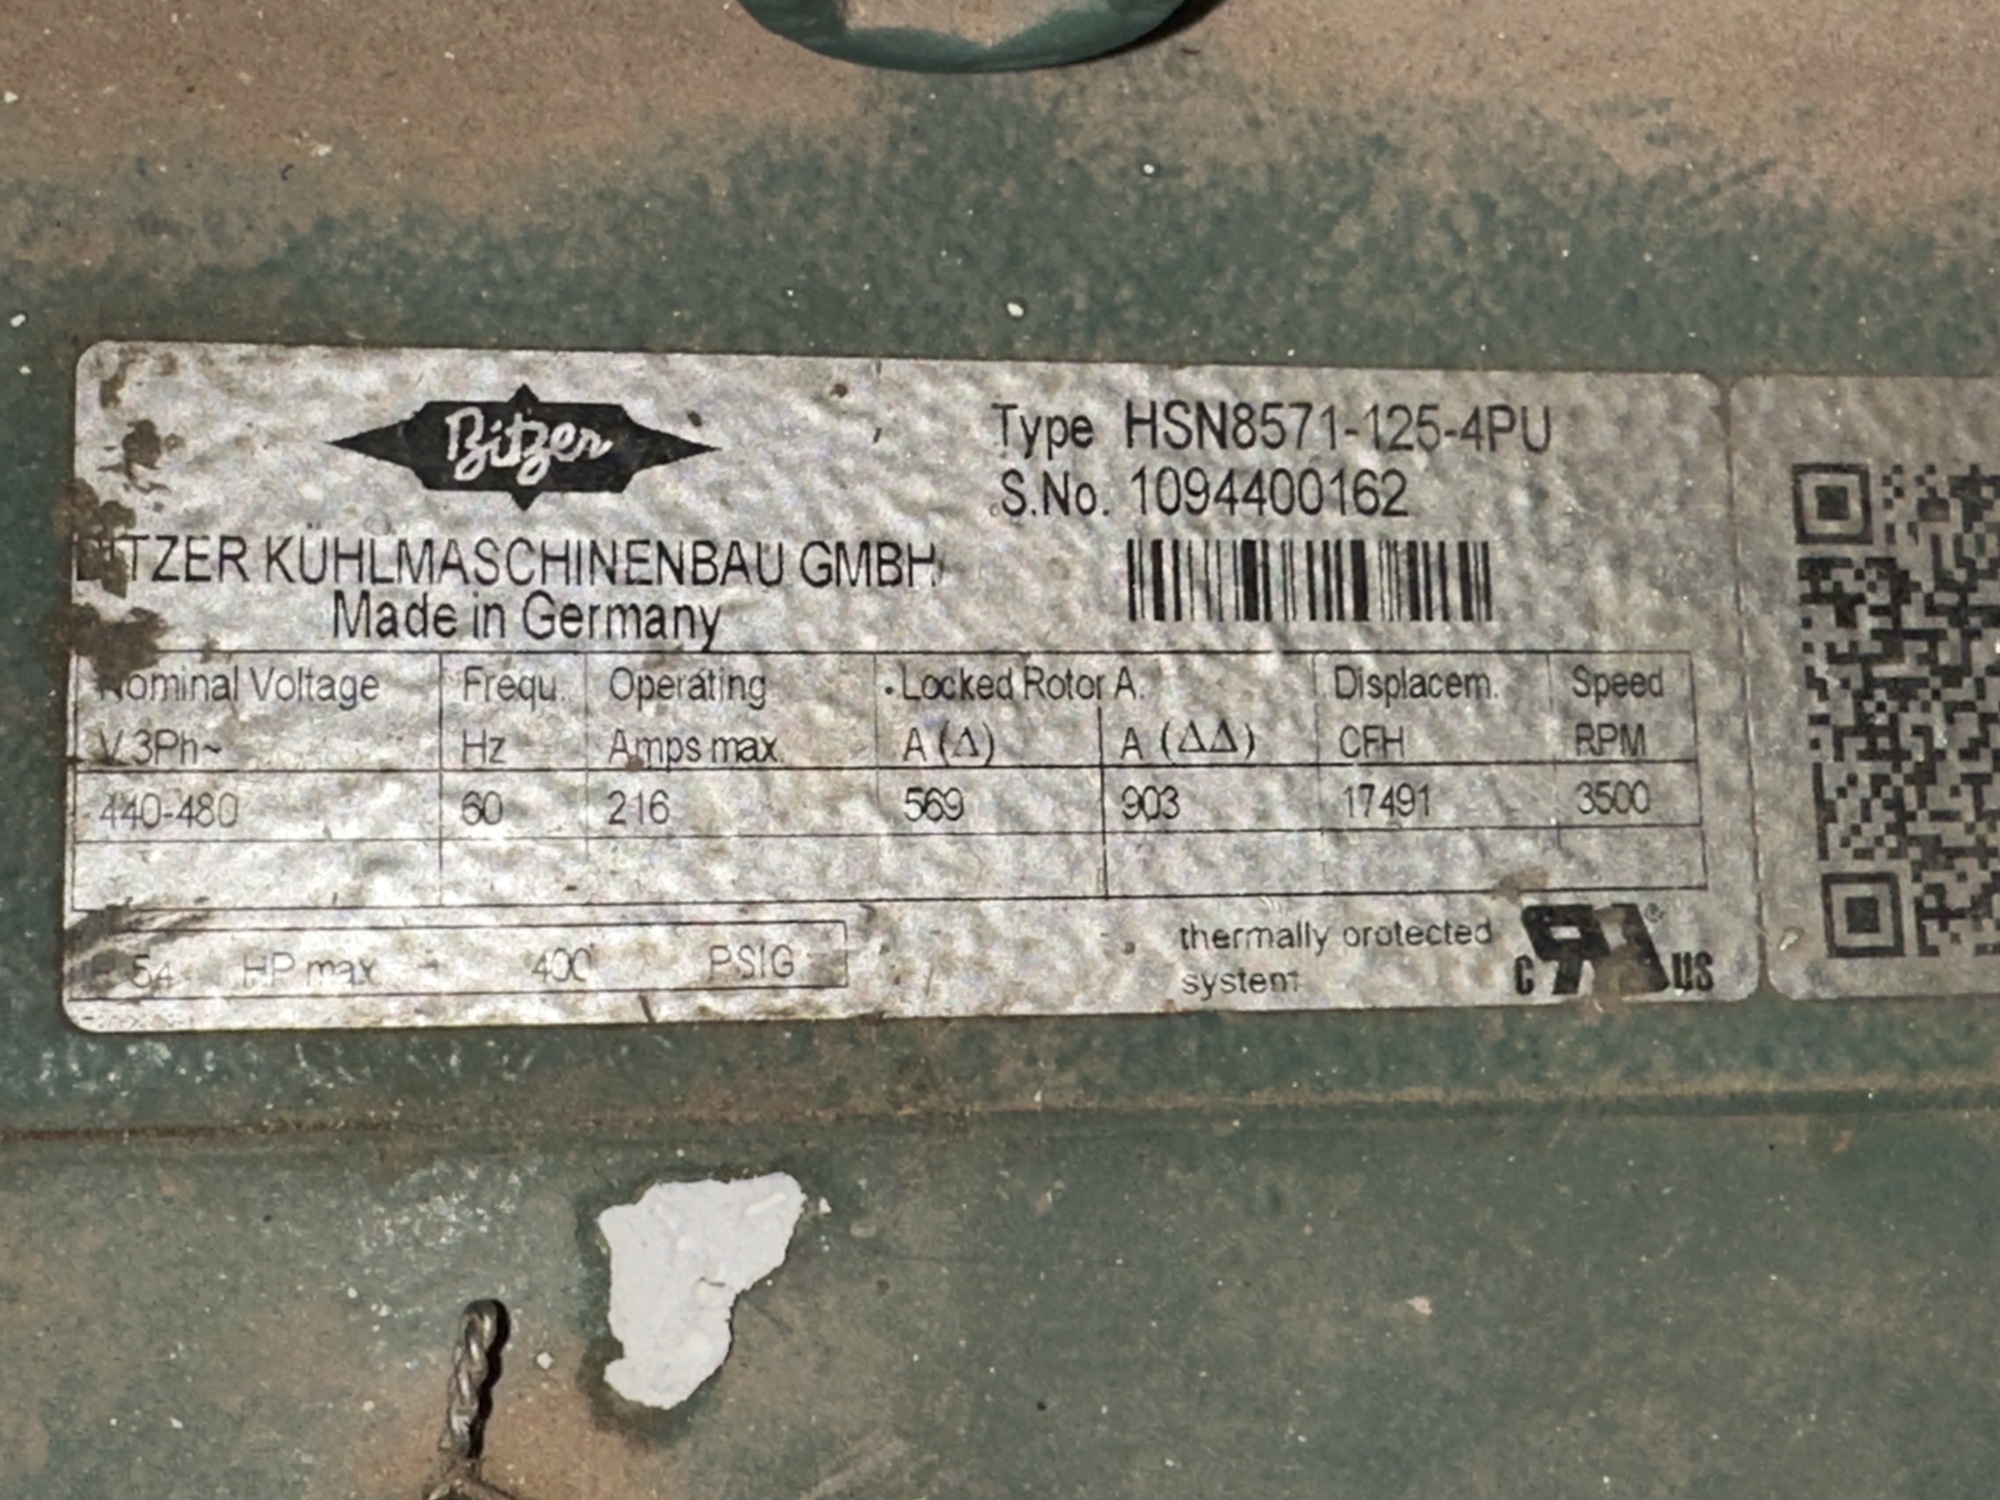 Bitzer
Type HSN8571-125-4PU
S.No. 1094400162
BITZER KÜHLMASCHINENBAU GMBH
Made in Germany
Nominal Voltage Frequ. Operating Locked Rotor A. Displacem. Speed
V 3Ph~ Hz Amps max. A (Δ) A (ΔΔ) CFH RPM
440-480 60 216 569 903 17491 3500
54 HP max 400 PSIG
thermally protected
system
c US